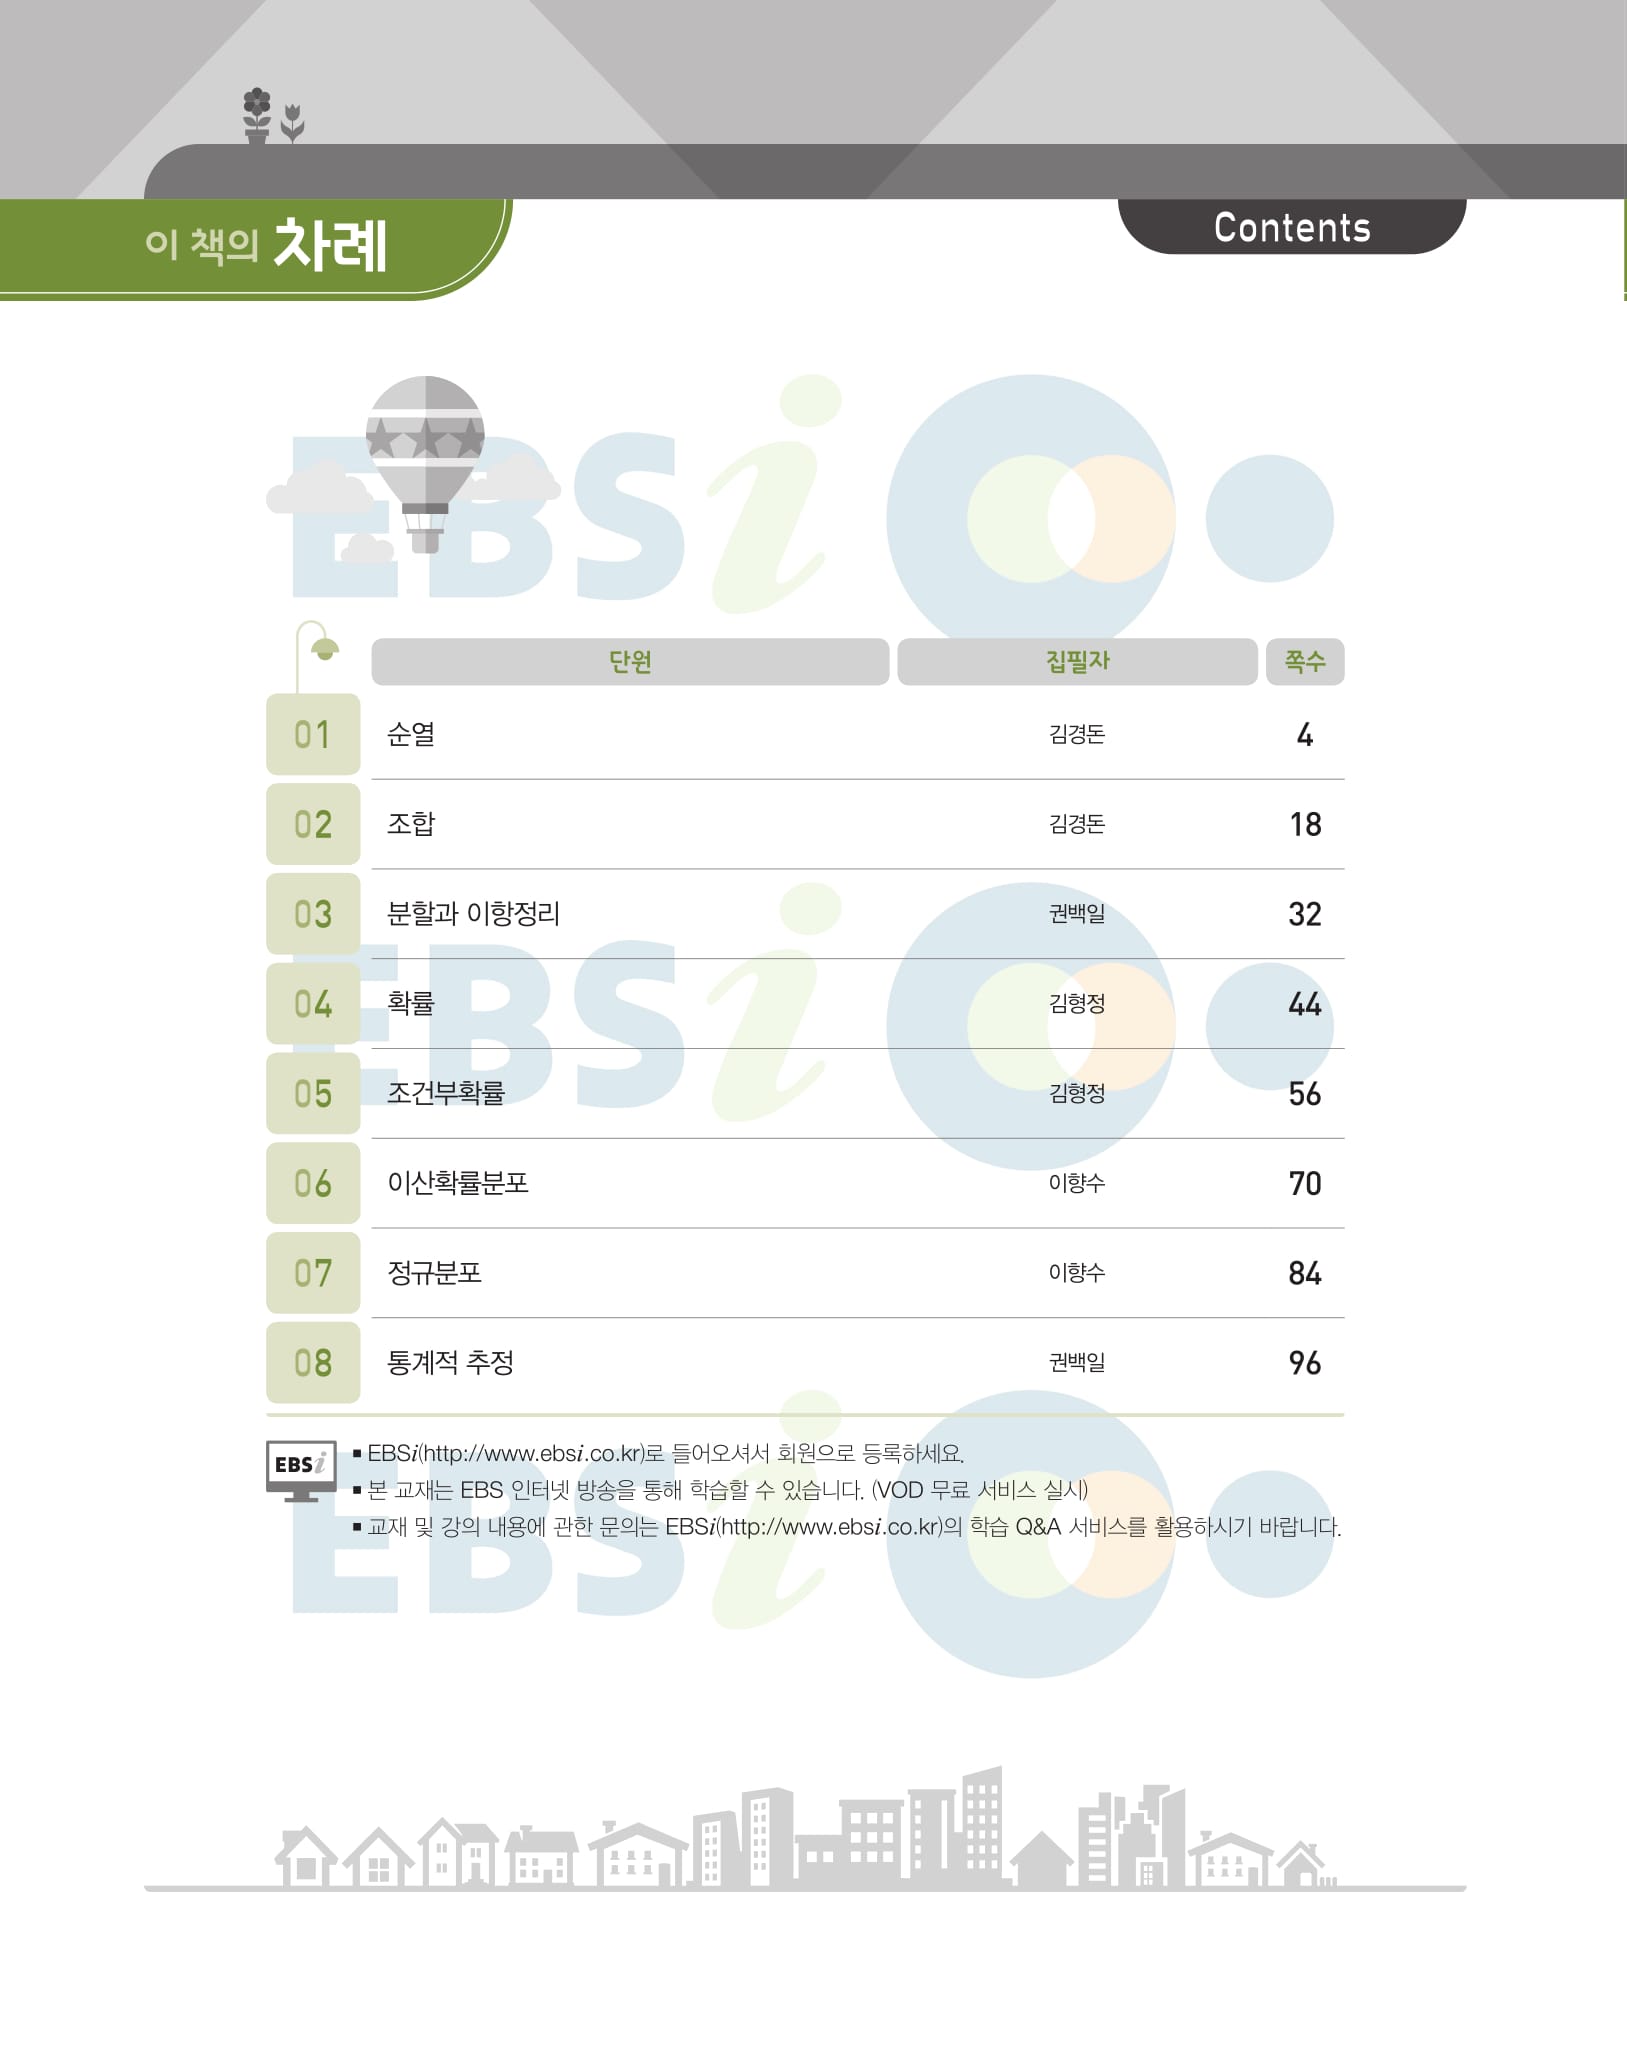 이 책의 차례
Contents
EBSi
단원 집필자 쪽수
01 순열 김경돈 4
02 조합 김경돈 18
03 분할과 이항정리 권백일 32
04 확률 김형정 44
05 조건부확률 김형정 56
06 이산확률분포 이향수 70
07 정규분포 이향수 84
08 통계적 추정 권백일 96
EBSi
EBSi
EBSi
▪ EBSi(http://www.ebsi.co.kr)로 들어오셔서 회원으로 등록하세요.
▪ 본 교재는 EBS 인터넷 방송을 통해 학습할 수 있습니다. (VOD 무료 서비스 실시)
▪ 교재 및 강의 내용에 관한 문의는 EBSi(http://www.ebsi.co.kr)의 학습 Q&A 서비스를 활용하시기 바랍니다.